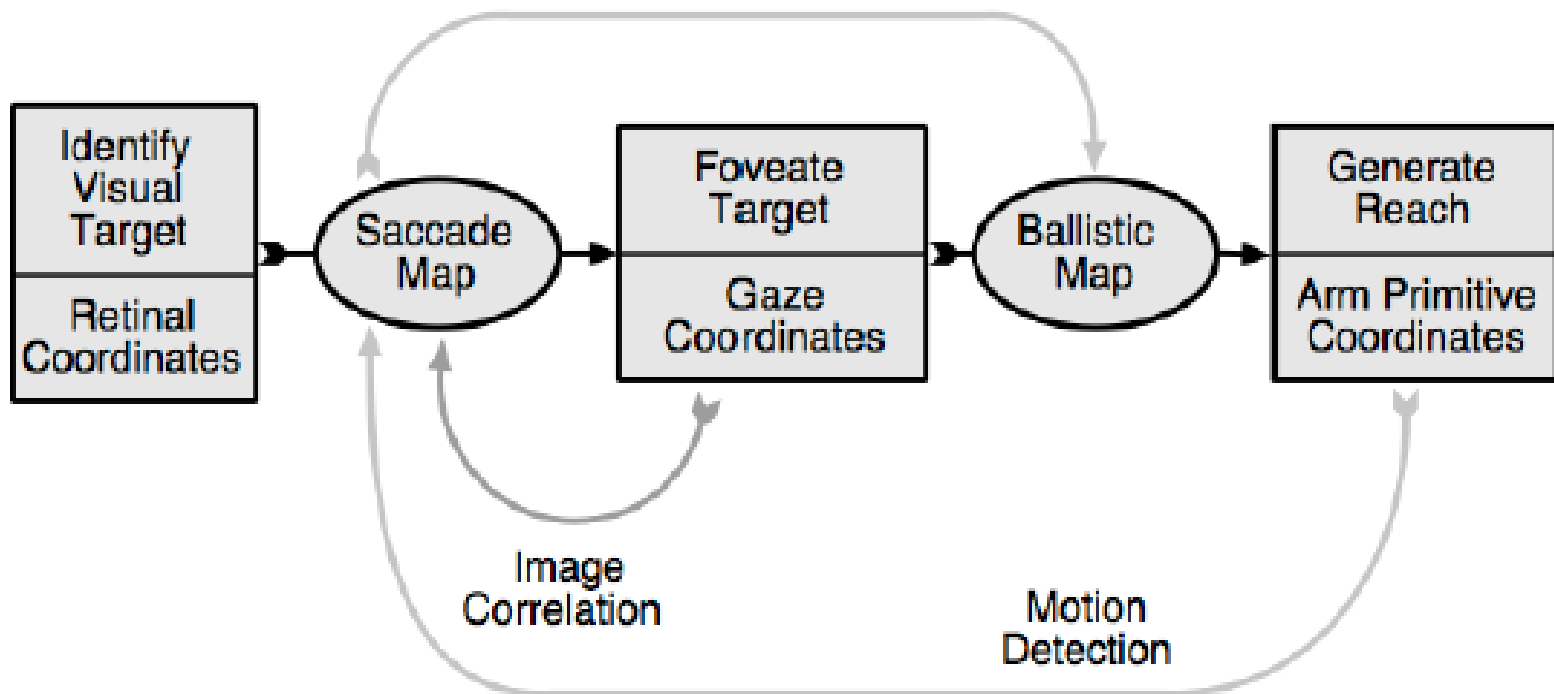 Identify
Visual
Target
Retinal
Coordinates
Saccade
Map
Foveate
Target
Gaze
Coordinates
Ballistic
Map
Generate
Reach
Arm Primitive
Coordinates
Image
Correlation
Motion
Detection